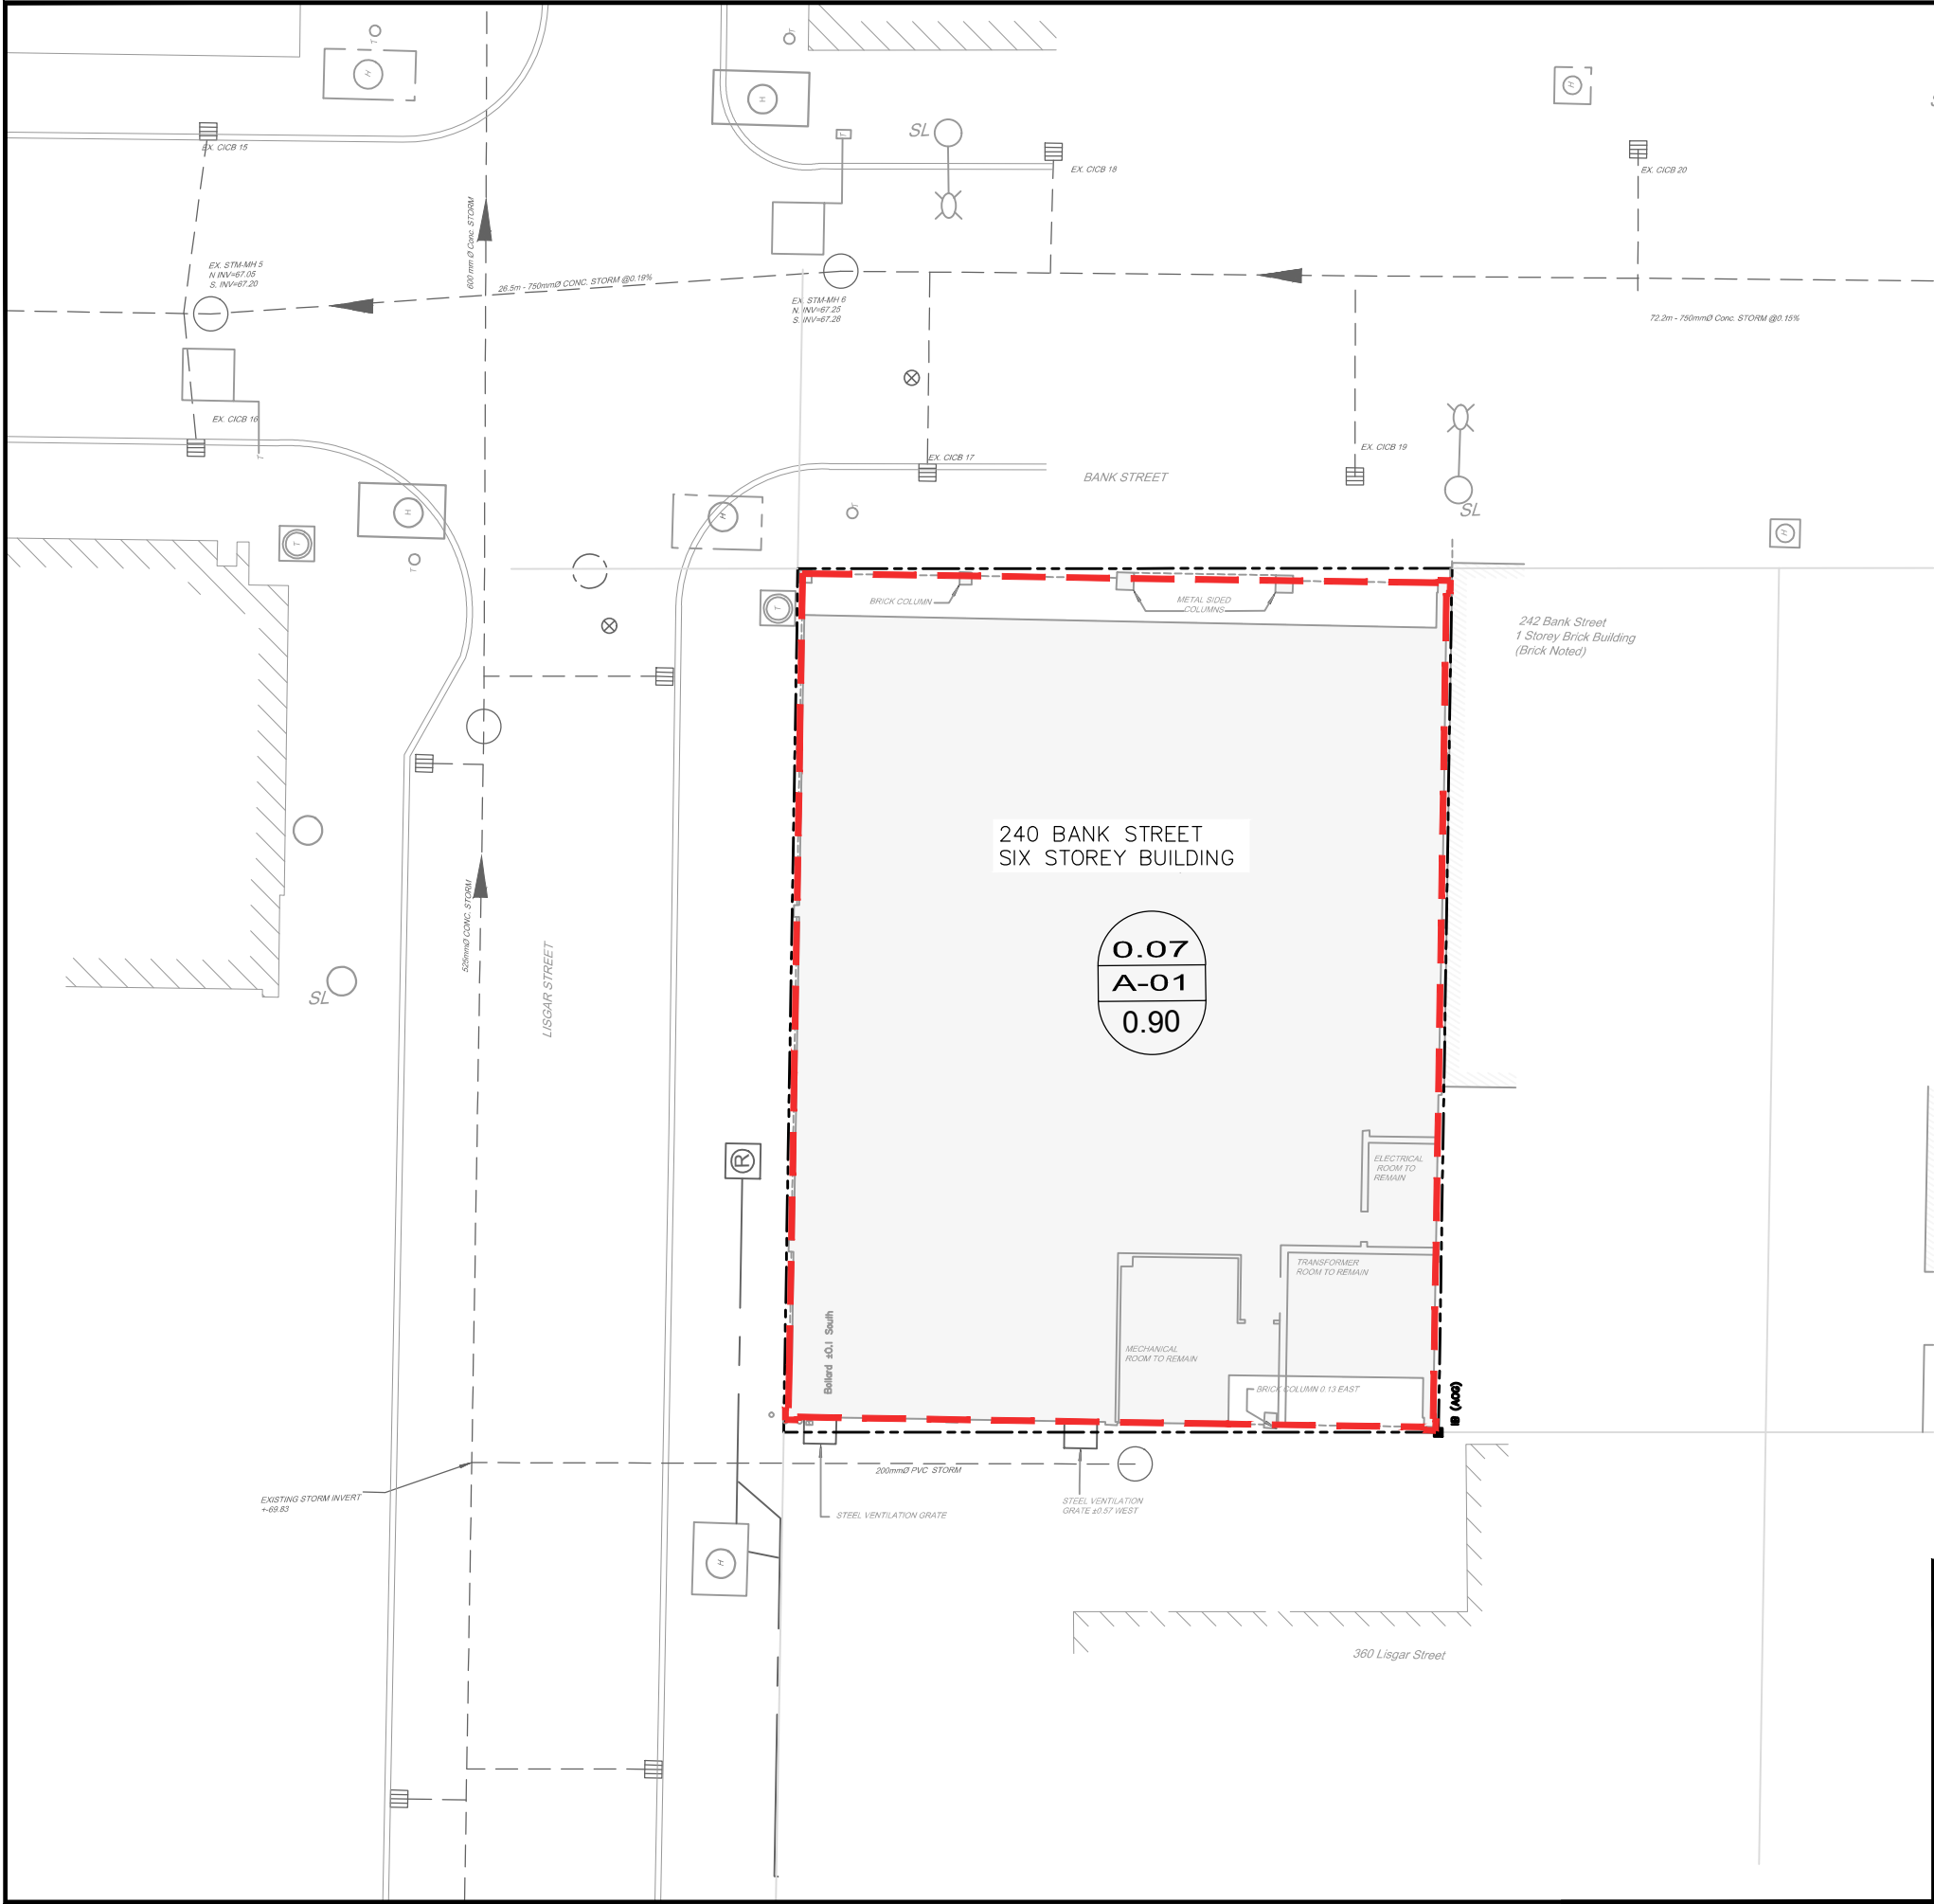 T
H
T
H
T
H
SL
EX. CICB 15
EX. CICB 18
EX. CICB 20
600 mm Ø Conc. STORM
EX. STM-MH 5
N INV=67.05
S. INV=67.20
26.5m - 750mmØ CONC. STORM @0.19%
EX. STM-MH 6
N. INV=67.25
S. INV=67.28
72.2m - 750mmØ Conc. STORM @0.15%
EX. CICB 16
T
EX. CICB 17
EX. CICB 19
BANK STREET
SL
H
H
T
H
T
T
T
BRICK COLUMN
METAL SIDED
COLUMNS
242 Bank Street
1 Storey Brick Building
(Brick Noted)
240 BANK STREET
SIX STOREY BUILDING
525mmØ CONC. STORM
LISGAR STREET
SL
0.07
A-01
0.90
R
ELECTRICAL
ROOM TO
REMAIN
TRANSFORMER
ROOM TO REMAIN
Bollard ±0.1 South
MECHANICAL
ROOM TO REMAIN
BRICK COLUMN 0.13 EAST
IB (AOG)
200mmØ PVC STORM
EXISTING STORM INVERT
+-69.83
STEEL VENTILATION GRATE
STEEL VENTILATION
GRATE ±0.57 WEST
H
360 Lisgar Street